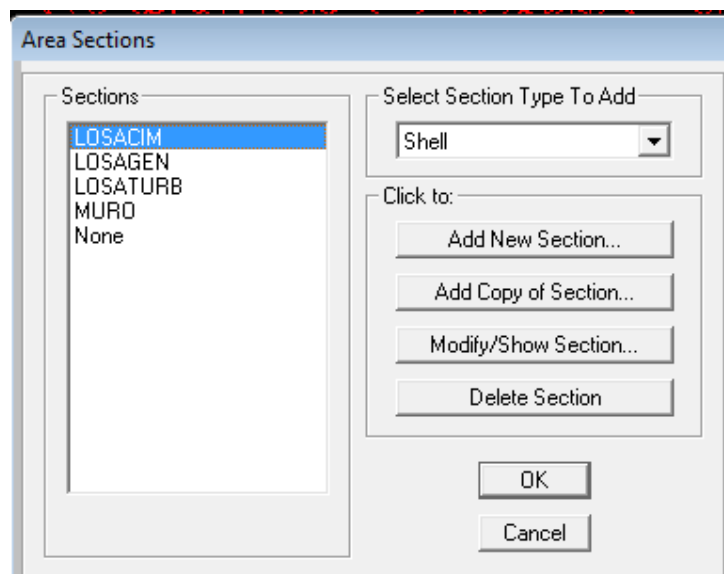 Area Sections
Sections
LOSACIM
LOSAGEN
LOSATURB
MURO
None
Select Section Type To Add
Shell
Click to:
Add New Section...
Add Copy of Section...
Modify/Show Section...
Delete Section
OK
Cancel